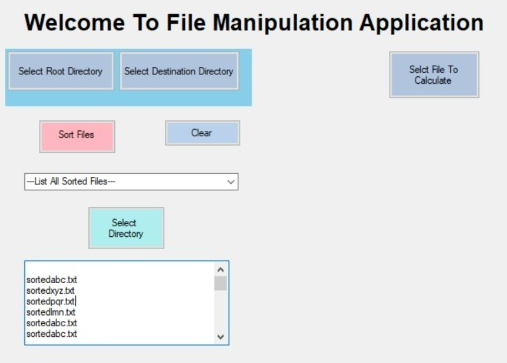 Welcome To File Manipulation Application
Select Root Directory
Select Destination Directory
Selct File To
Calculate
Sort Files
Clear
---List All Sorted Files---
Select
Directory
sortedabc.txt
sortedxyz.txt
sortedpqr.txt
sortedlmn.txt
sortedabc.txt
sortedabc.txt